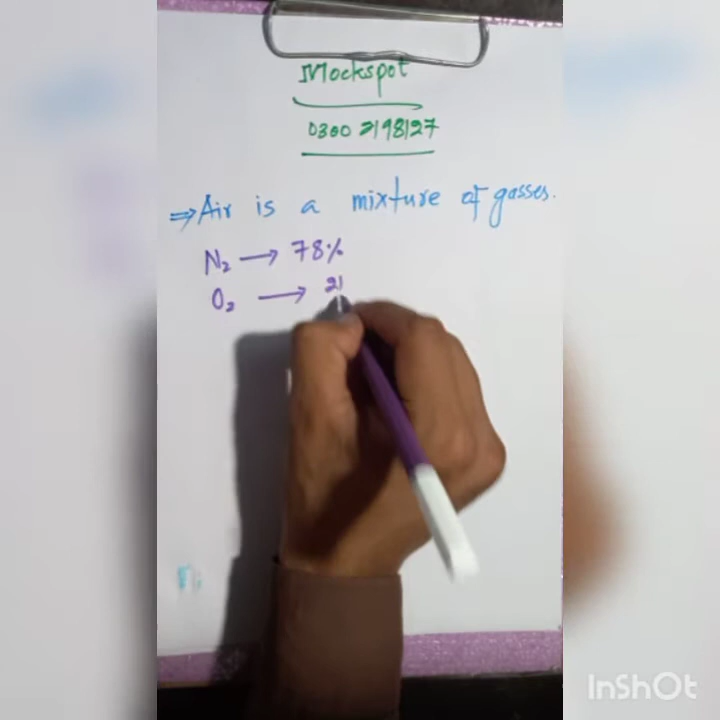 Mockspot
0300 2198127
⇒ Air is a mixture of gasses.
N₂ → 78%
O₂ → 21
InShOt